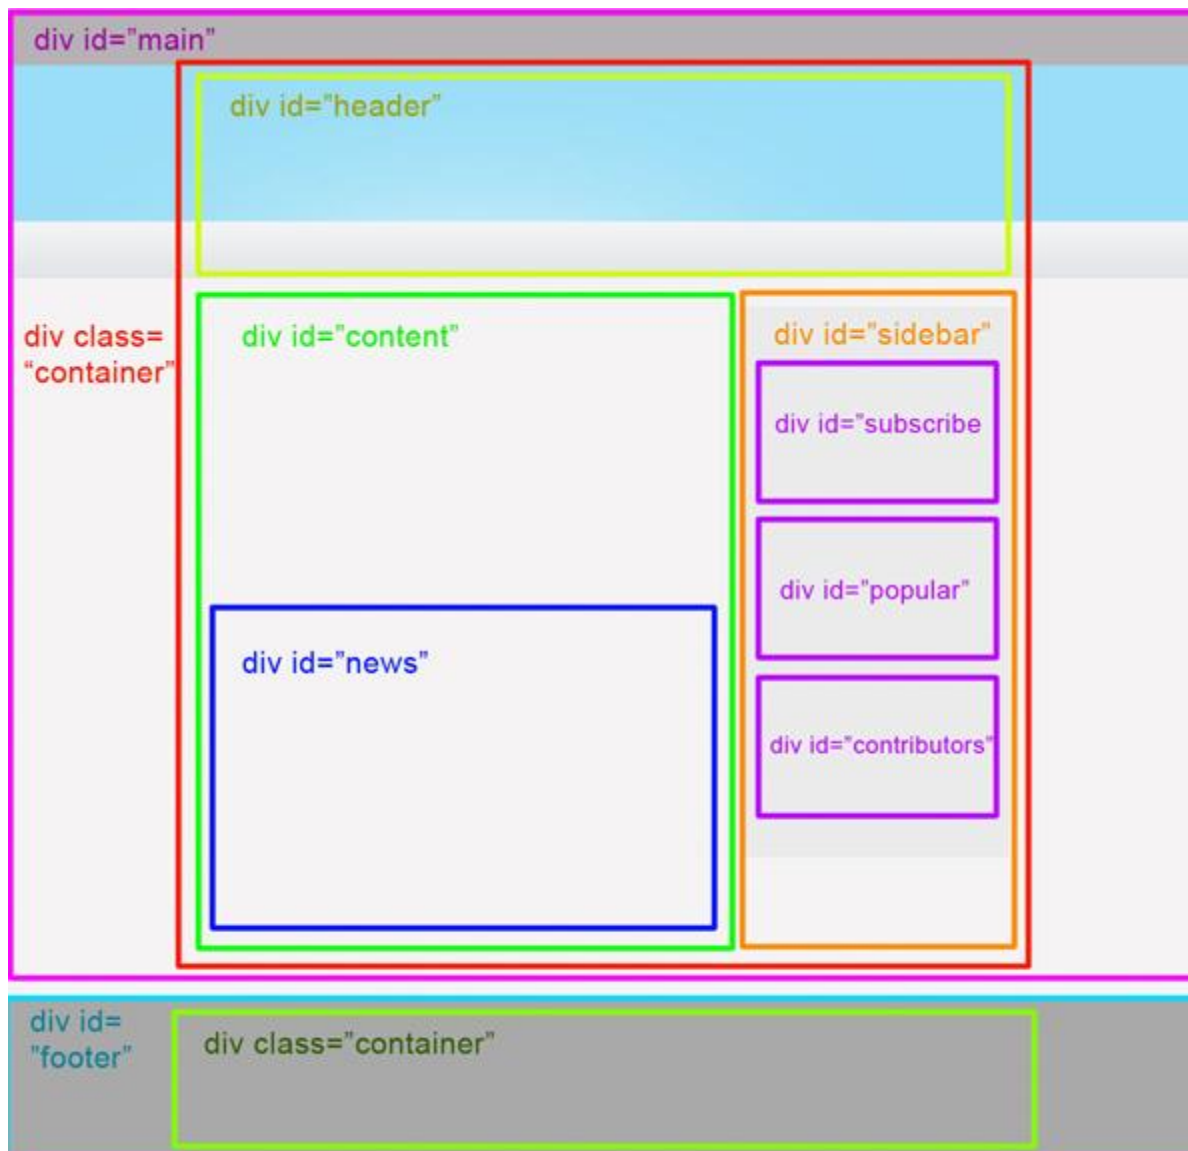 div id="main”
div id=”header”
div class=
“container”
div id=”content”
div id=”sidebar”
div id=”subscribe
div id=”popular”
div id=”news”
div id=”contributors”
div id=
”footer”
div class=”container”